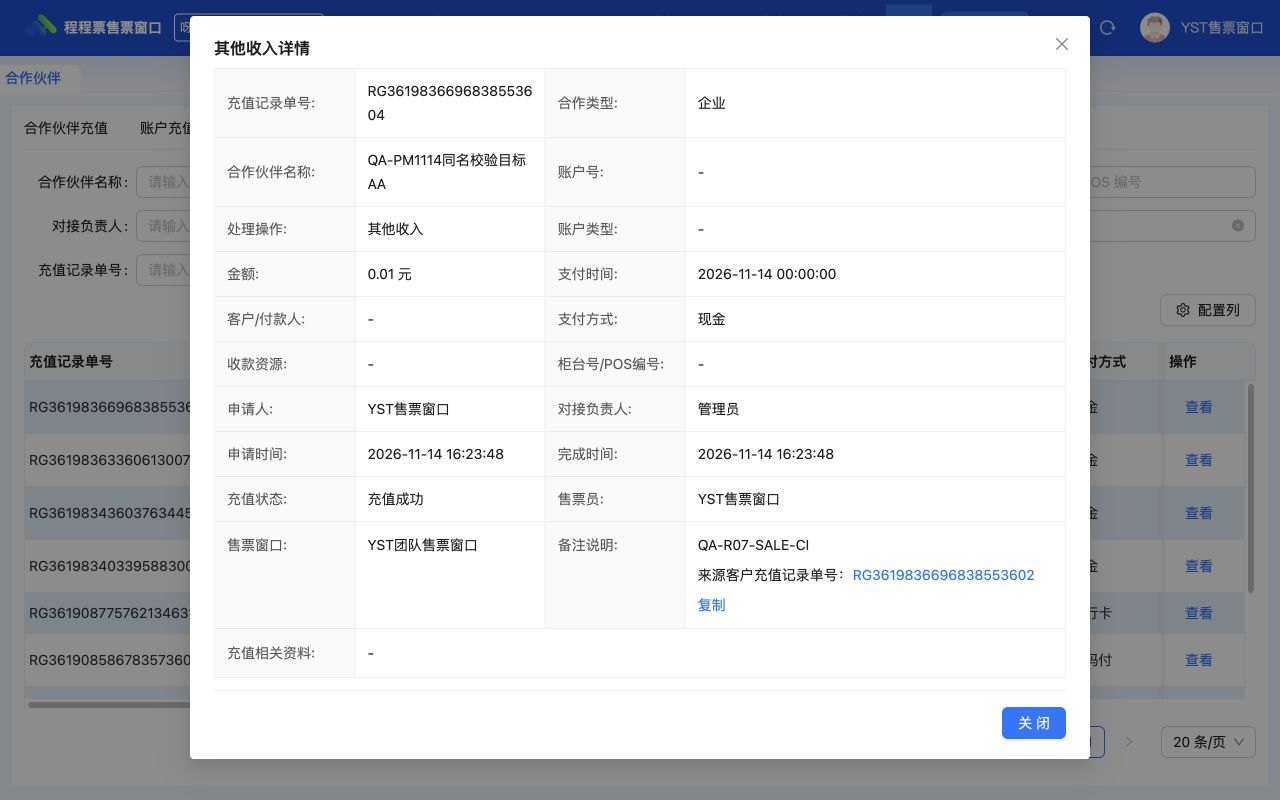 程程票售票窗口
呀
YST售票窗口
合作伙伴
合作伙伴充值
账户充值
合作伙伴名称:
请输入
OS 编号
对接负责人:
请输入
充值记录单号:
请输入
配置列
充值记录单号
付方式
操作
RG36198366968385536
金
查看
RG36198363360613007
金
查看
RG36198343603763445
金
查看
RG36198340339588300
金
查看
RG36190877576213463
行卡
查看
RG36190858678357360
码付
查看
20 条/页
其他收入详情
充值记录单号:
RG36198366968385536
04
合作类型:
企业
合作伙伴名称:
QA-PM1114同名校验目标
AA
账户号:
-
处理操作:
其他收入
账户类型:
-
金额:
0.01 元
支付时间:
2026-11-14 00:00:00
客户/付款人:
-
支付方式:
现金
收款资源:
-
柜台号/POS编号:
-
申请人:
YST售票窗口
对接负责人:
管理员
申请时间:
2026-11-14 16:23:48
完成时间:
2026-11-14 16:23:48
充值状态:
充值成功
售票员:
YST售票窗口
售票窗口:
YST团队售票窗口
备注说明:
QA-R07-SALE-CI
来源客户充值记录单号：RG3619836696838553602
复制
充值相关资料:
-
关 闭